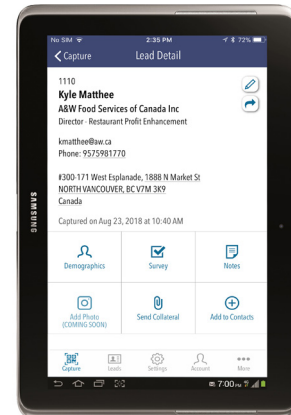 No SIM
2:35 PM
72%
Capture
Lead Detail
1110
Kyle Matthee
A&W Food Services of Canada Inc
Director - Restaurant Profit Enhancement
kmatthee@aw.ca
Phone: 9575981770
#300-171 West Esplanade, 1888 N Market St
NORTH VANCOUVER, BC V7M 3K9
Canada
Captured on Aug 23, 2018 at 10:40 AM
Demographics
Survey
Notes
Add Photo
(COMING SOON)
Send Collateral
Add to Contacts
Capture
Leads
Settings
Account
More
7:00 PM
SAMSUNG